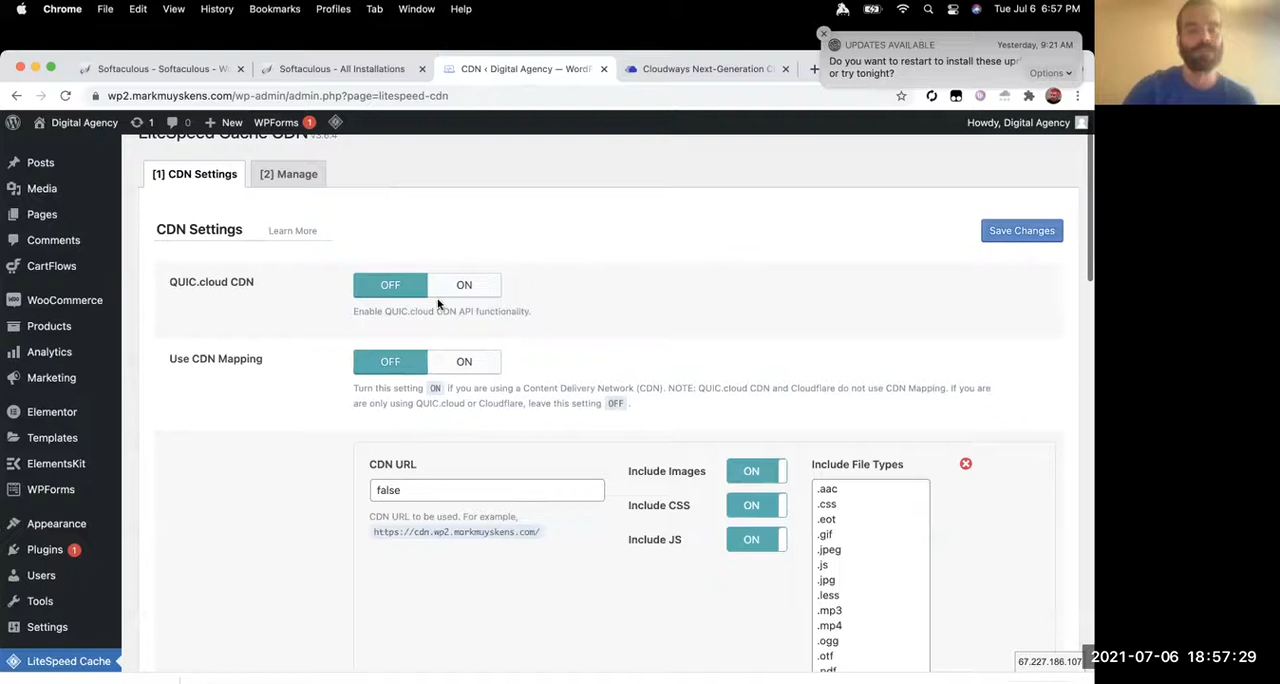 Chrome File Edit View History Bookmarks Profiles Tab Window Help
Tue Jul 6 6:57 PM
UPDATES AVAILABLE Yesterday, 9:21 AM
Do you want to restart to install these
or try tonight? Options
Softaculous - Softaculous - W
Softaculous - All Installations
CDN ‹ Digital Agency — WordP
Cloudways Next-Generation C
wp2.markmuyskens.com/wp-admin/admin.php?page=litespeed-cdn
Digital Agency 1 0 New WPForms 1
Howdy, Digital Agency
LiteSpeed Cache CDN v3.6.4
Posts
Media
Pages
Comments
CartFlows
WooCommerce
Products
Analytics
Marketing
Elementor
Templates
ElementsKit
WPForms
Appearance
Plugins 1
Users
Tools
Settings
LiteSpeed Cache
[1] CDN Settings [2] Manage
CDN Settings Learn More Save Changes
QUIC.cloud CDN OFF ON
Enable QUIC.cloud CDN API functionality.
Use CDN Mapping OFF ON
Turn this setting ON if you are using a Content Delivery Network (CDN). NOTE: QUIC.cloud CDN and Cloudflare do not use CDN Mapping. If you
are only using QUIC.cloud or Cloudflare, leave this setting OFF .
CDN URL
false
CDN URL to be used. For example,
https://cdn.wp2.markmuyskens.com/
Include Images ON
Include CSS ON
Include JS ON
Include File Types
.aac
.css
.eot
.gif
.jpeg
.js
.jpg
.less
.mp3
.mp4
.ogg
.otf
.pdf
67.227.186.107
2021-07-06 18:57:29